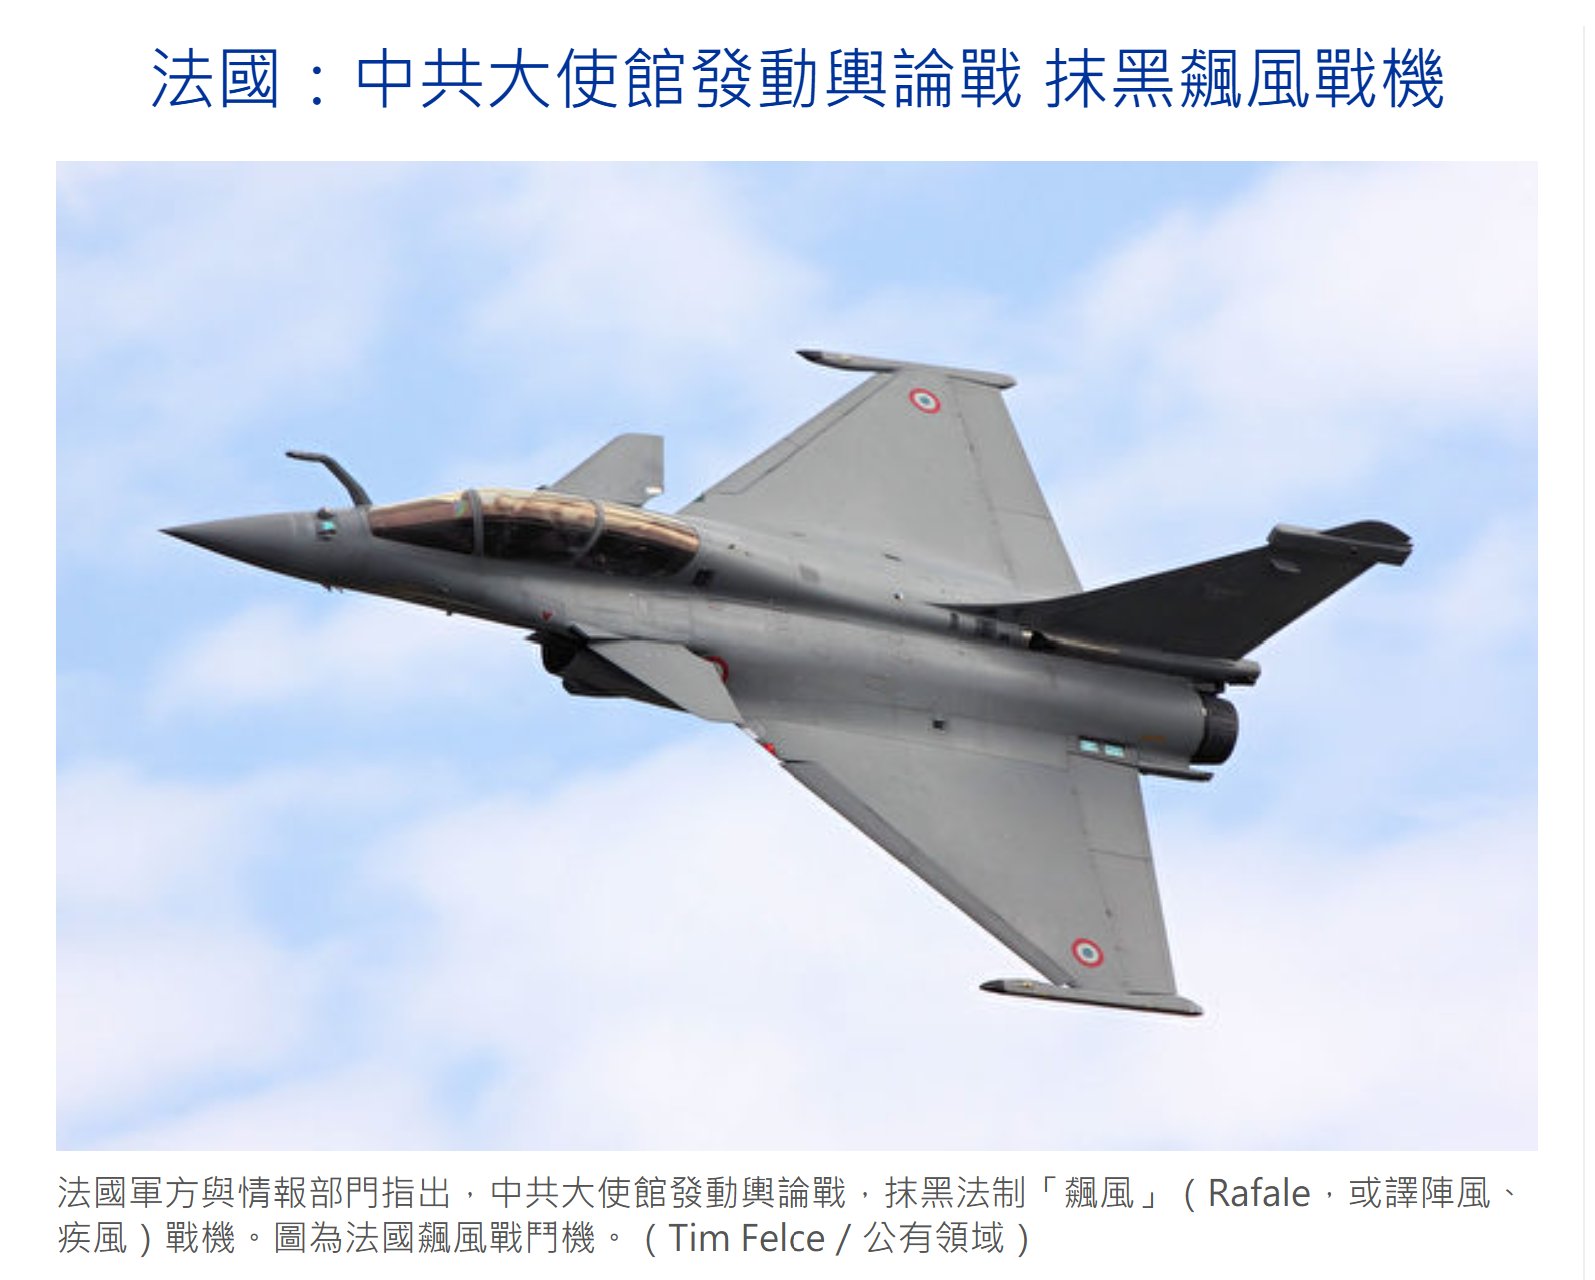 法國：中共大使館發動輿論戰 抹黑飆風戰機
法國軍方與情報部門指出，中共大使館發動輿論戰，抹黑法制「飆風」（Rafale，或譯陣風、
疾風）戰機。圖為法國飆風戰鬥機。（Tim Felce / 公有領域）